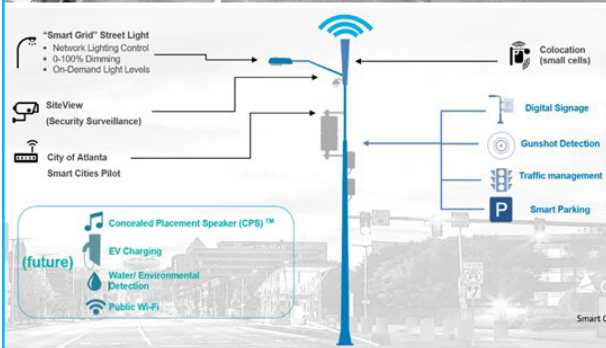 "Smart Grid" Street Light
• Network Lighting Control
• 0-100% Dimming
• On-Demand Light Levels
SiteView
(Security Surveillance)
City of Atlanta
Smart Cities Pilot
Colocation
(small cells)
Digital Signage
Gunshot Detection
Traffic management
P Smart Parking
(future)
Concealed Placement Speaker (CPS) ™
EV Charging
Water/ Environmental
Detection
Public Wi-Fi
Smart C